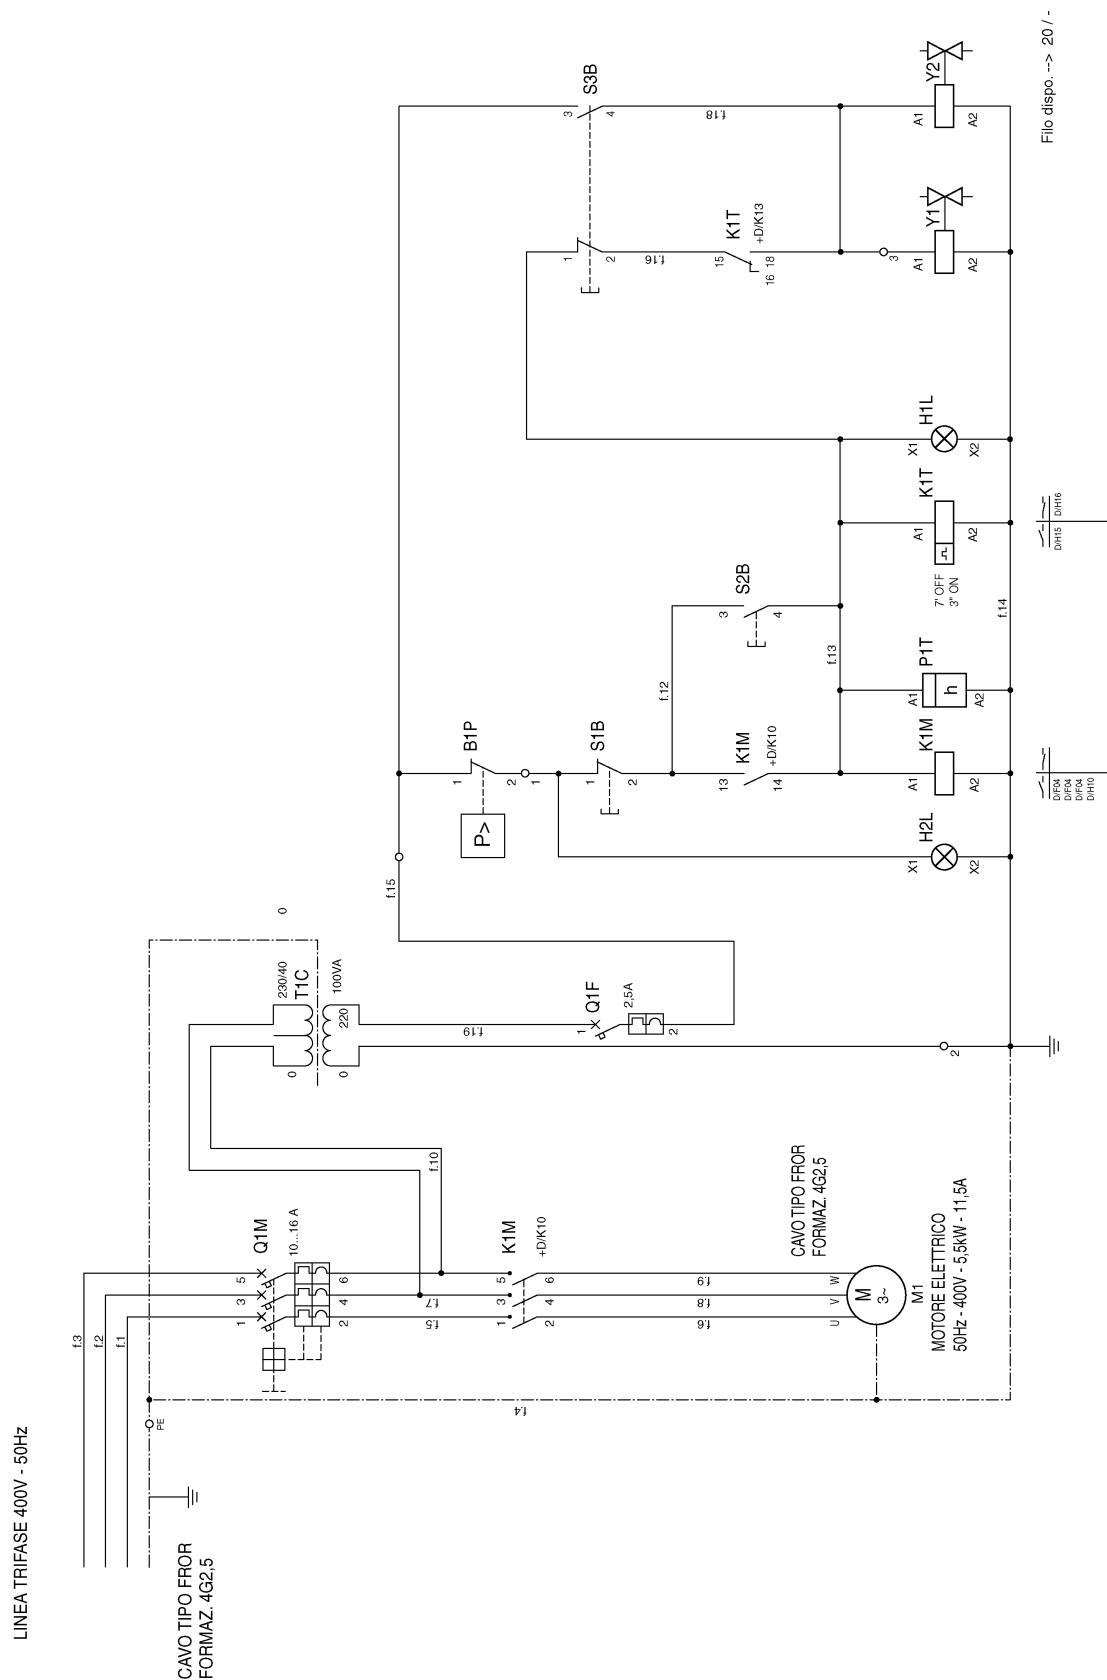 LINEA TRIFASE 400V - 50Hz
CAVO TIPO FROR
FORMAZ. 4G2,5
f.3
f.2
f.1
PE
f.4
Q1M
10...16 A
1
3
5
2
4
6
f.5
f.7
f.10
K1M
+D/K10
1
3
5
2
4
6
f.6
f.8
f.9
U
V
W
M
3~
M1
MOTORE ELETTRICO
50Hz - 400V - 5,5kW - 11,5A
CAVO TIPO FROR
FORMAZ. 4G2,5
0
230/40
T1C
0
0
220
100VA
f.19
Q1F
2,5A
1
2
2
f.15
P>
B1P
1
2
1
S1B
1
2
f.12
K1M
+D/K10
13
14
S2B
3
4
f.13
H2L
X1
X2
K1M
A1
A2
P1T
h
A1
A2
K1T
A1
A2
7' OFF
3" ON
H1L
X1
X2
f.14
D/F04
D/F04
D/F04
D/H10
D/H15
D/H16
S3B
1
2
3
4
f.16
f.18
K1T
+D/K13
15
16
18
3
Y1
A1
A2
Y2
A1
A2
Filo dispo. --> 20 / -